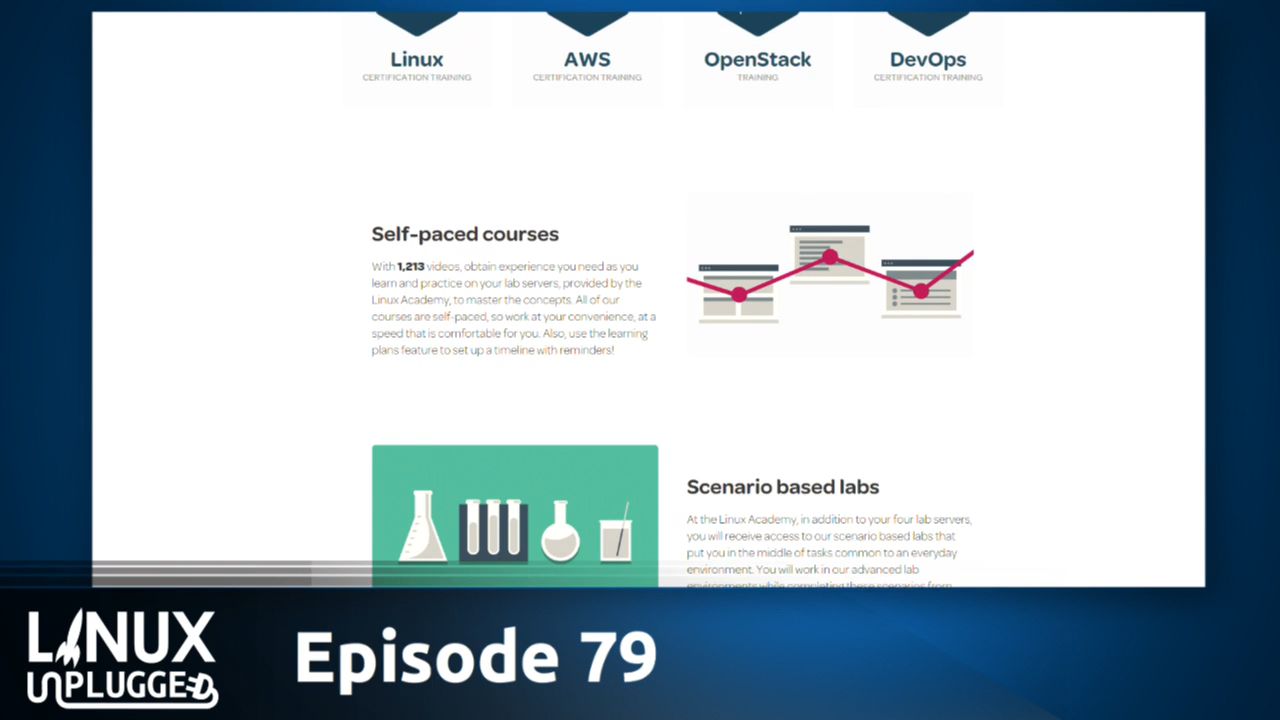 Linux
CERTIFICATION TRAINING
AWS
CERTIFICATION TRAINING
OpenStack
TRAINING
DevOps
CERTIFICATION TRAINING
Self-paced courses
With 1,213 videos, obtain experience you need as you
learn and practice on your lab servers, provided by the
Linux Academy, to master the concepts. All of our
courses are self-paced, so work at your convenience, at a
speed that is comfortable for you. Also, use the learning
plans feature to set up a timeline with reminders!
Scenario based labs
At the Linux Academy, in addition to your four lab servers,
you will receive access to our scenario based labs that
put you in the middle of tasks common to an everyday
environment. You will work in our advanced lab
environments while completing these scenarios from
LINUX
UNPLUGGED
Episode 79